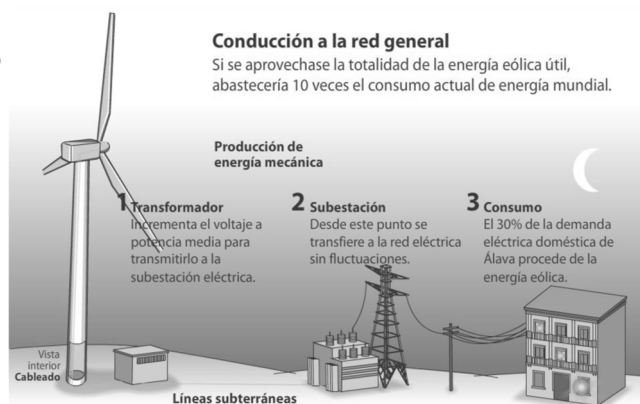 Conducción a la red general
Si se aprovechase la totalidad de la energía eólica útil,
abastecería 10 veces el consumo actual de energía mundial.
Producción de
energía mecánica
1 Transformador
Incrementa el voltaje a
potencia media para
transmitirlo a la
subestación eléctrica.
2 Subestación
Desde este punto se
transfiere a la red eléctrica
sin fluctuaciones.
3 Consumo
El 30% de la demanda
eléctrica doméstica de
Álava procede de la
energía eólica.
Vista
interior
Cableado
Líneas subterráneas